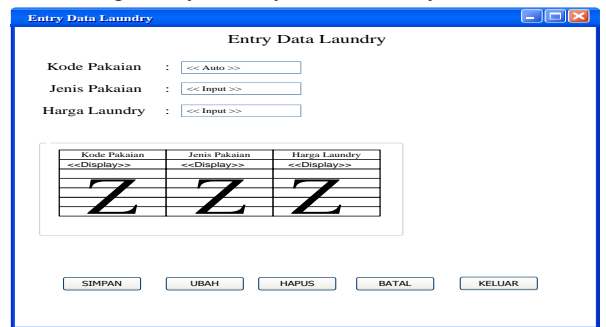 Entry Data Laundry
Entry Data Laundry
Kode Pakaian : << Auto >>
Jenis Pakaian : << Input >>
Harga Laundry : << Input >>
Kode Pakaian Jenis Pakaian Harga Laundry
<<Display>> <<Display>> <<Display>>
Z Z Z
SIMPAN UBAH HAPUS BATAL KELUAR